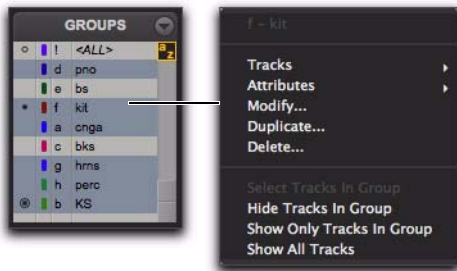 GROUPS
a z
! <ALL>
d pno
e bs
f kit
a cnga
c bks
g hrns
h perc
b KS
f – kit
Tracks
Attributes
Modify...
Duplicate...
Delete...
Select Tracks In Group
Hide Tracks In Group
Show Only Tracks In Group
Show All Tracks